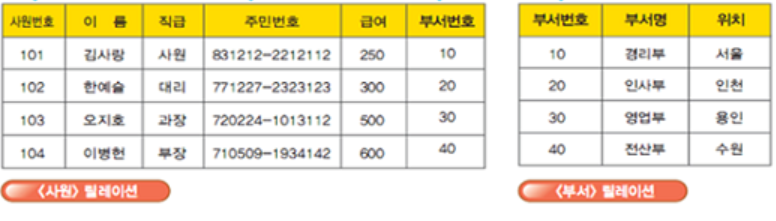 사원번호 이 름 직급 주민번호 급여 부서번호
101 김사랑 사원 831212-2212112 250 10
102 한예슬 대리 771227-2323123 300 20
103 오지호 과장 720224-1013112 500 30
104 이병헌 부장 710509-1934142 600 40
〈사원〉 릴레이션
부서번호 부서명 위치
10 경리부 서울
20 인사부 인천
30 영업부 용인
40 전산부 수원
〈부서〉 릴레이션